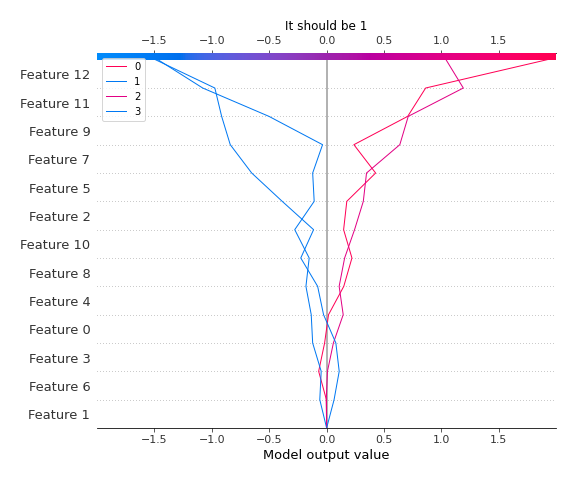 It should be 1
−1.5 −1.0 −0.5 0.0 0.5 1.0 1.5
0
1
2
3
Feature 12
Feature 11
Feature 9
Feature 7
Feature 5
Feature 2
Feature 10
Feature 8
Feature 4
Feature 0
Feature 3
Feature 6
Feature 1
−1.5 −1.0 −0.5 0.0 0.5 1.0 1.5
Model output value